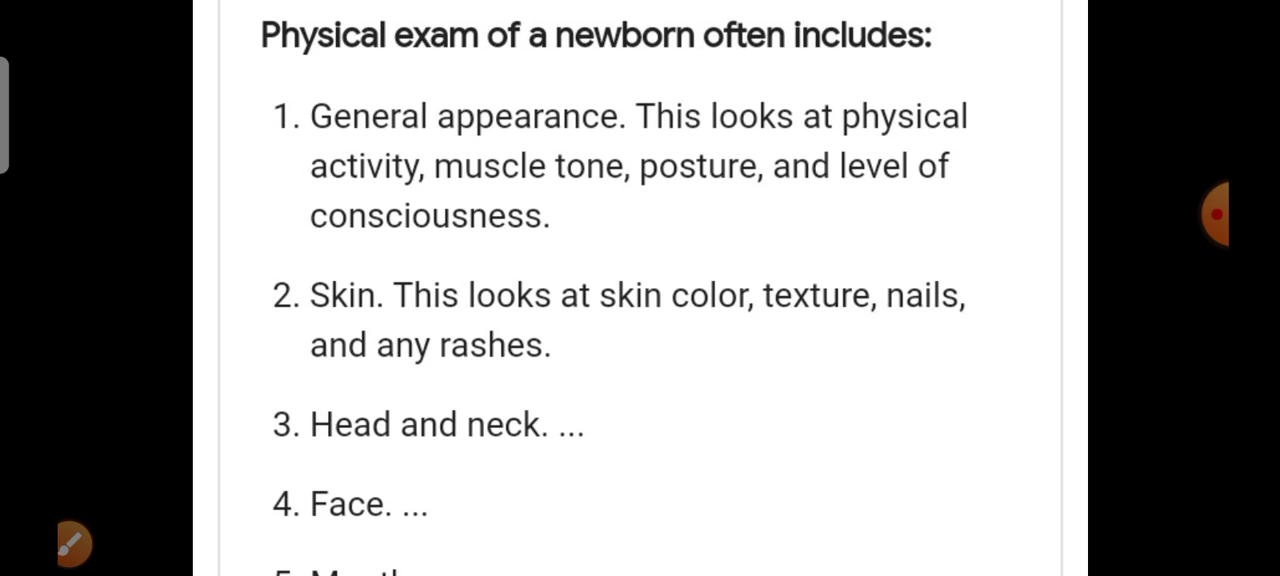 Physical exam of a newborn often includes:
1. General appearance. This looks at physical
activity, muscle tone, posture, and level of
consciousness.
2. Skin. This looks at skin color, texture, nails,
and any rashes.
3. Head and neck. ...
4. Face. ...